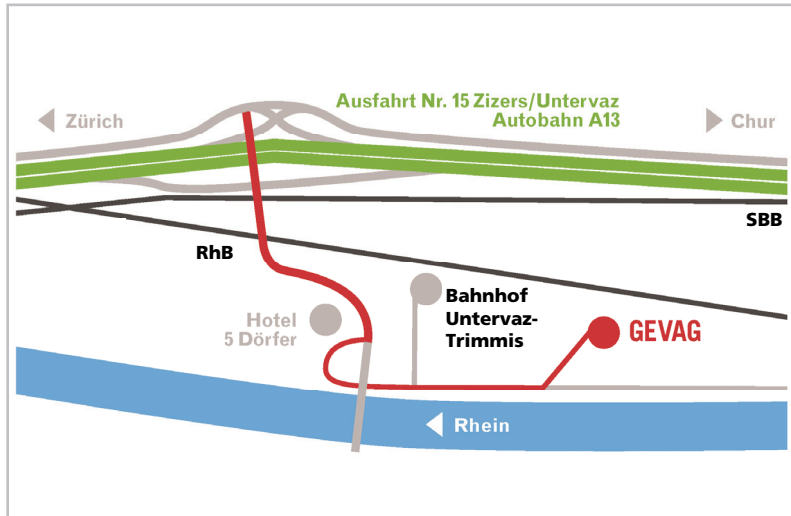 Ausfahrt Nr. 15 Zizers/Untervaz
Autobahn A13
Zürich
Chur
SBB
RhB
Hotel
5 Dörfer
Bahnhof
Untervaz-
Trimmis
GEVAG
Rhein